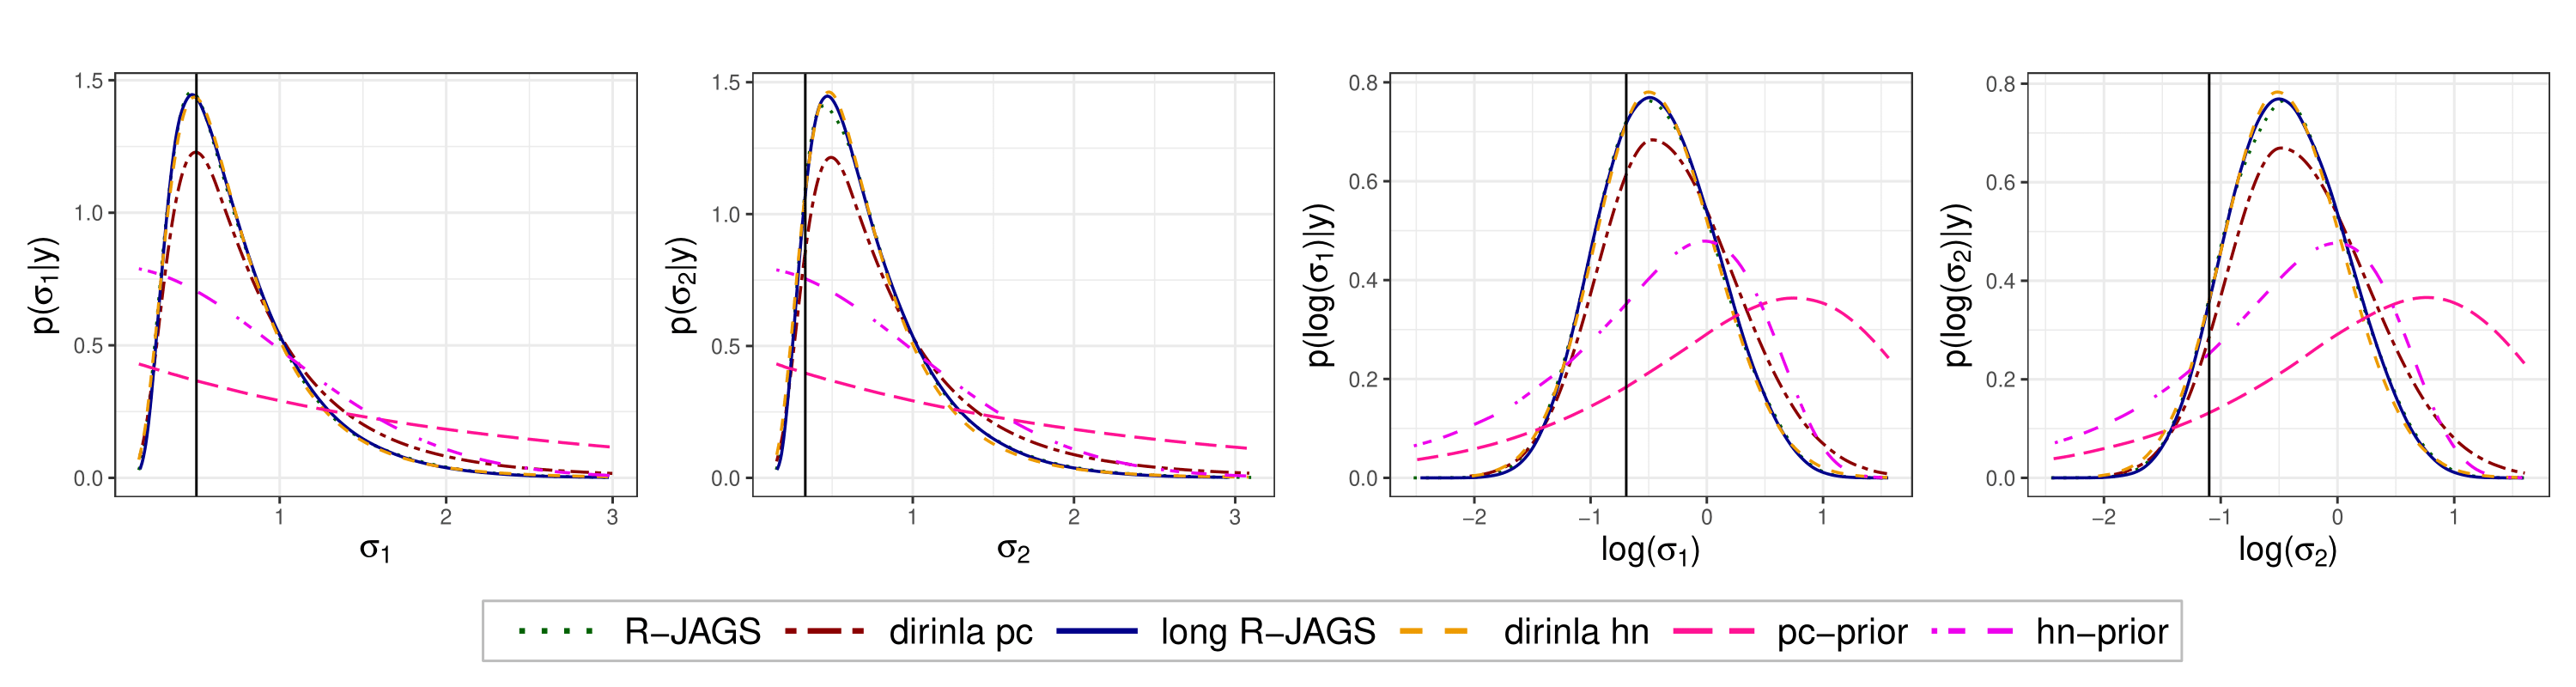 p(σ₁|y)
1.5
1.0
0.5
0.0
1 2 3
σ₁
p(σ₂|y)
1.5
1.0
0.5
0.0
1 2 3
σ₂
p(log(σ₁)|y)
0.8
0.6
0.4
0.2
0.0
−2 −1 0 1
log(σ₁)
p(log(σ₂)|y)
0.8
0.6
0.4
0.2
0.0
−2 −1 0 1
log(σ₂)
R−JAGS dirinla pc long R−JAGS dirinla hn pc−prior hn−prior